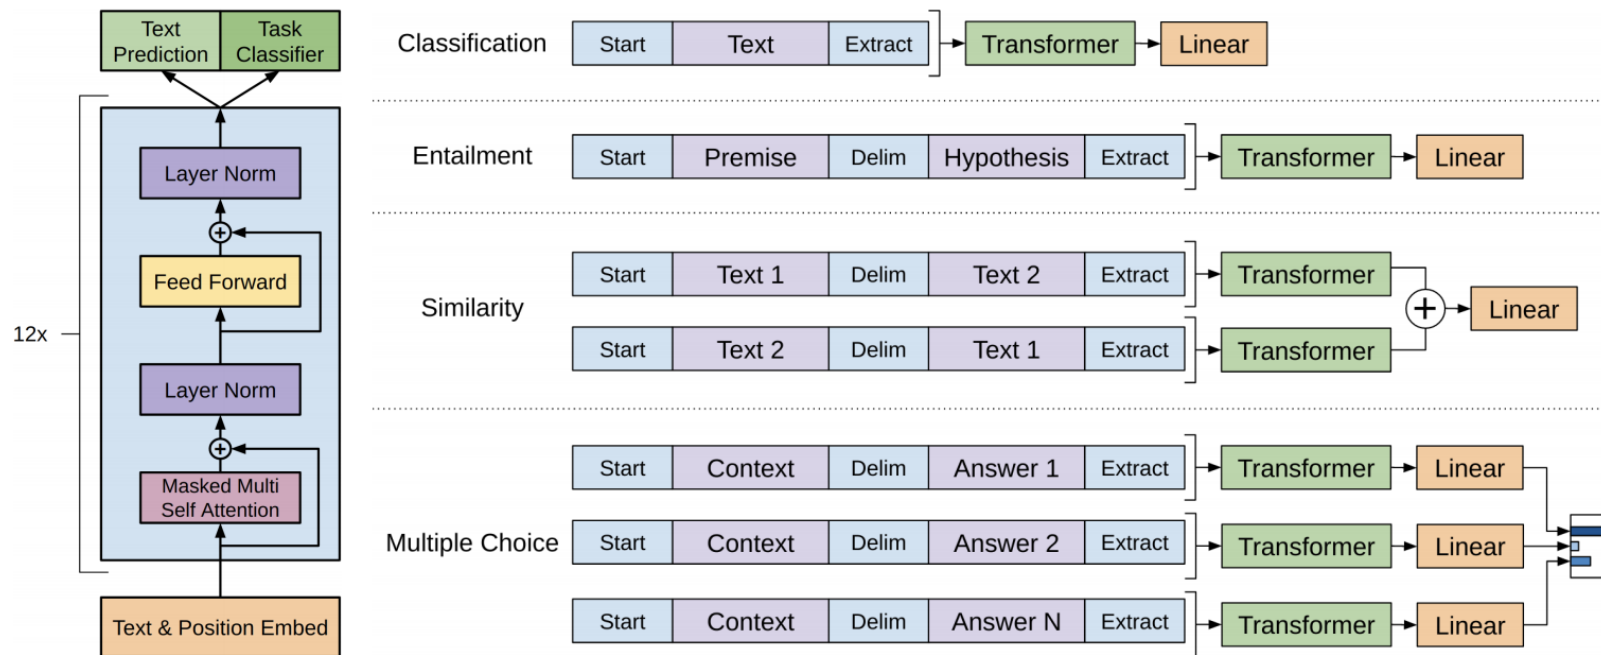 Text
Prediction
Task
Classifier
12x
Layer Norm
+
Feed Forward
Layer Norm
+
Masked Multi
Self Attention
Text & Position Embed
Classification
Start Text Extract Transformer Linear
Entailment
Start Premise Delim Hypothesis Extract Transformer Linear
Similarity
Start Text 1 Delim Text 2 Extract Transformer
+ Linear
Start Text 2 Delim Text 1 Extract Transformer
Multiple Choice
Start Context Delim Answer 1 Extract Transformer Linear
Start Context Delim Answer 2 Extract Transformer Linear
Start Context Delim Answer N Extract Transformer Linear